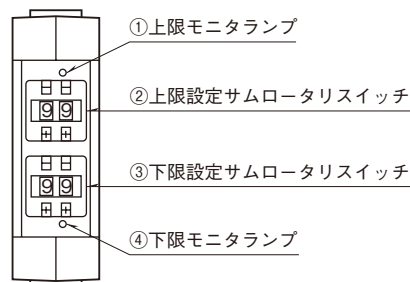 ①上限モニタランプ
②上限設定サムロータリスイッチ
99
③下限設定サムロータリスイッチ
99
④下限モニタランプ